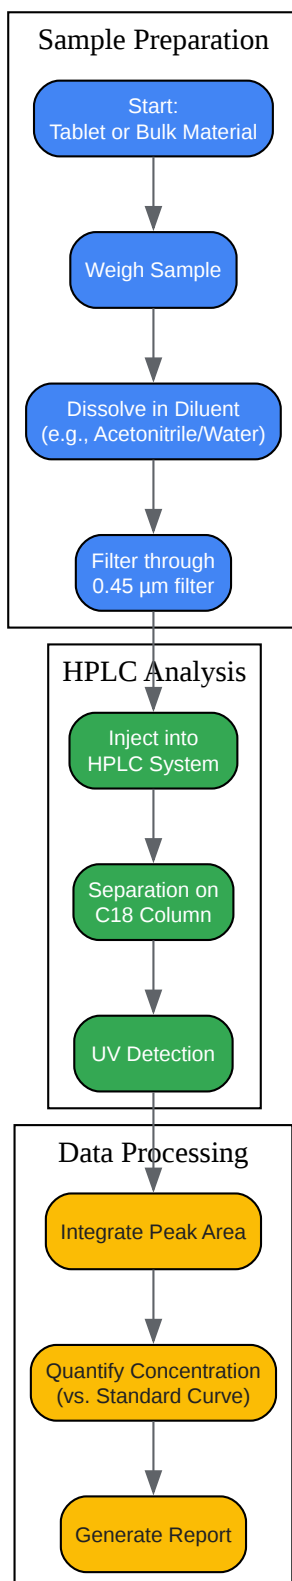 Sample Preparation
Start:
Tablet or Bulk Material
Weigh Sample
Dissolve in Diluent
(e.g., Acetonitrile/Water)
Filter through
0.45 µm filter
HPLC Analysis
Inject into
HPLC System
Separation on
C18 Column
UV Detection
Data Processing
Integrate Peak Area
Quantify Concentration
(vs. Standard Curve)
Generate Report